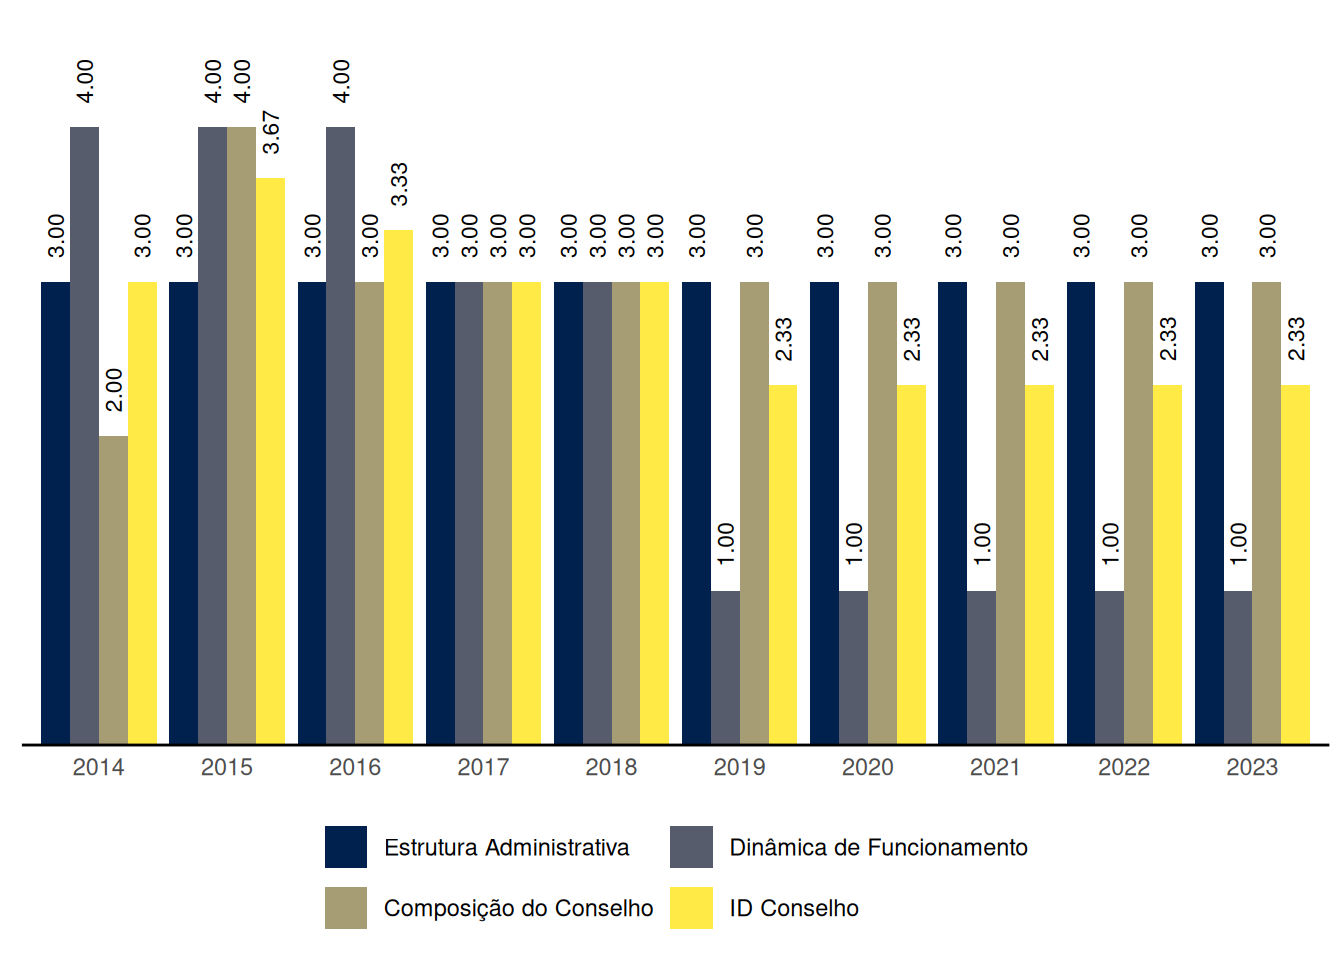 3.00 4.00 2.00 3.00 3.00 4.00 4.00 3.67 3.00 4.00 3.00 3.33 3.00 3.00 3.00 3.00 3.00 3.00 3.00 3.00 3.00 1.00 3.00 2.33 3.00 1.00 3.00 2.33 3.00 1.00 3.00 2.33 3.00 1.00 3.00 2.33 3.00 1.00 3.00 2.33
2014 2015 2016 2017 2018 2019 2020 2021 2022 2023
Estrutura Administrativa Dinâmica de Funcionamento
Composição do Conselho ID Conselho